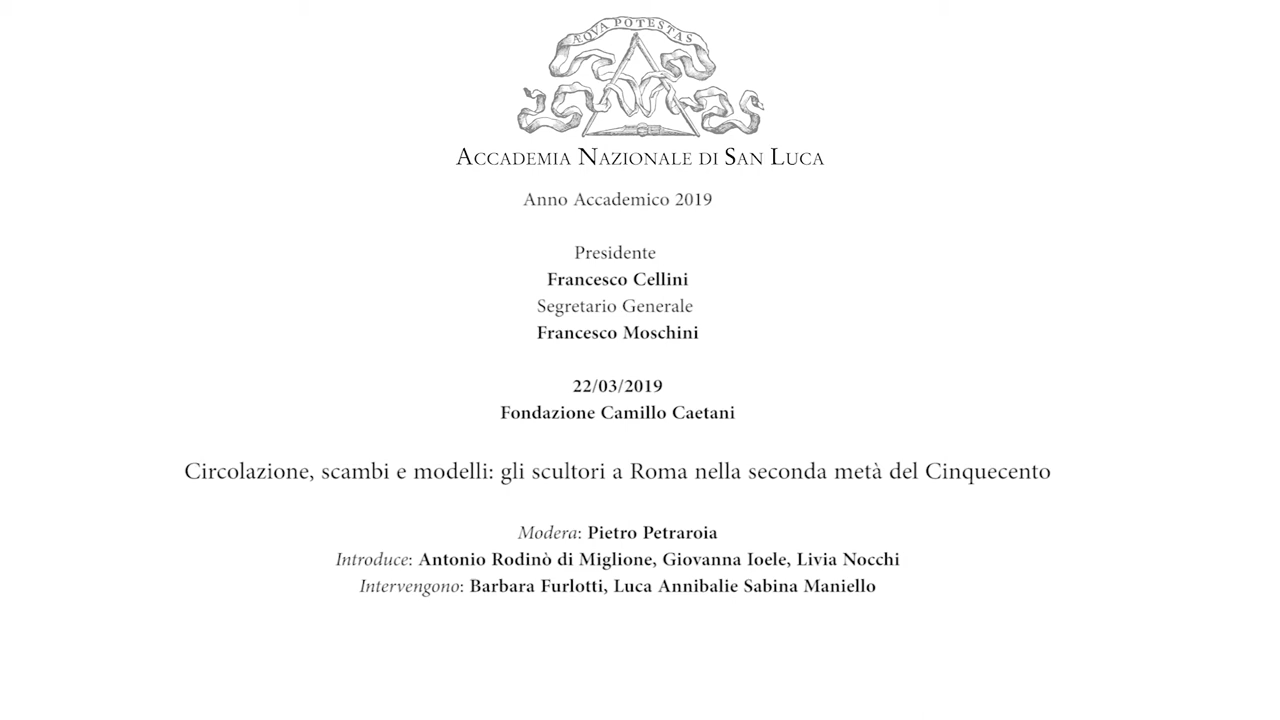 ÆQVA POTESTAS
ACCADEMIA NAZIONALE DI SAN LUCA
Anno Accademico 2019
Presidente
Francesco Cellini
Segretario Generale
Francesco Moschini
22/03/2019
Fondazione Camillo Caetani
Circolazione, scambi e modelli: gli scultori a Roma nella seconda metà del Cinquecento
Modera: Pietro Petraroia
Introduce: Antonio Rodinò di Miglione, Giovanna Ioele, Livia Nocchi
Intervengono: Barbara Furlotti, Luca Annibalie Sabina Maniello